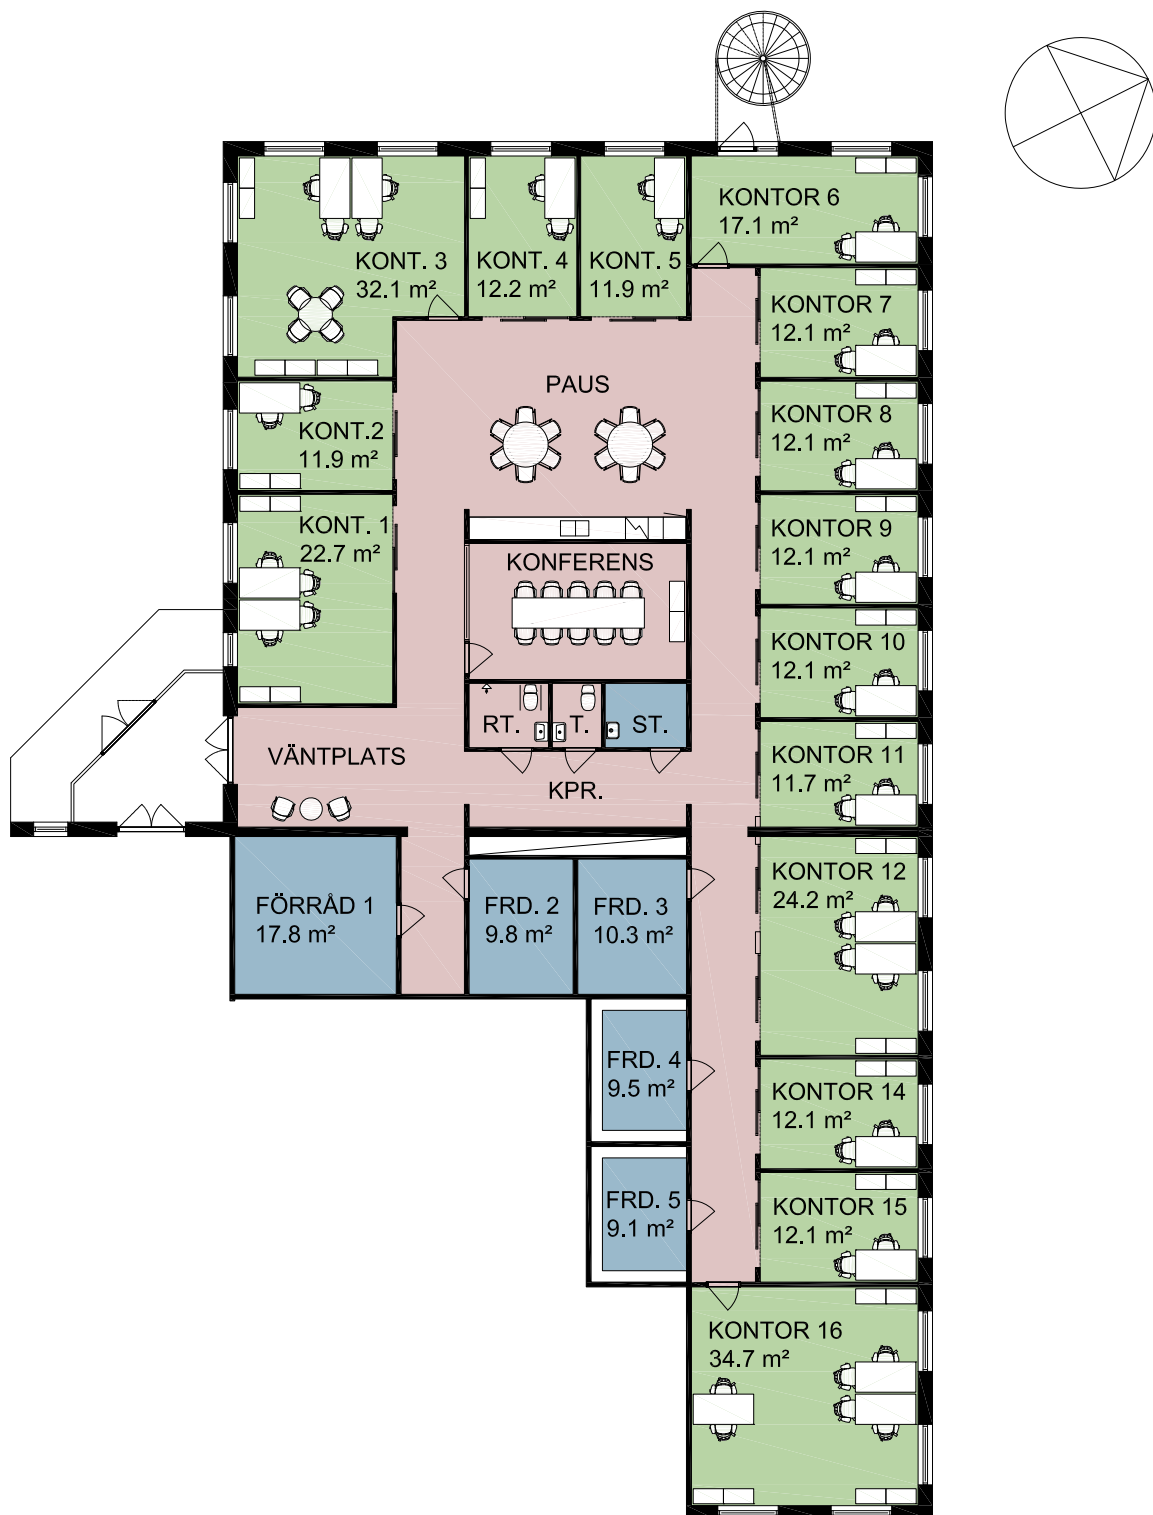 KONTOR 6
17.1 m²
KONT. 3
32.1 m²
KONT. 4
12.2 m²
KONT. 5
11.9 m²
KONTOR 7
12.1 m²
PAUS
KONT.2
11.9 m²
KONTOR 8
12.1 m²
KONT. 1
22.7 m²
KONTOR 9
12.1 m²
KONFERENS
KONTOR 10
12.1 m²
RT.
T.
ST.
VÄNTPLATS
KPR.
KONTOR 11
11.7 m²
KONTOR 12
24.2 m²
FÖRRÅD 1
17.8 m²
FRD. 2
9.8 m²
FRD. 3
10.3 m²
FRD. 4
9.5 m²
KONTOR 14
12.1 m²
FRD. 5
9.1 m²
KONTOR 15
12.1 m²
KONTOR 16
34.7 m²